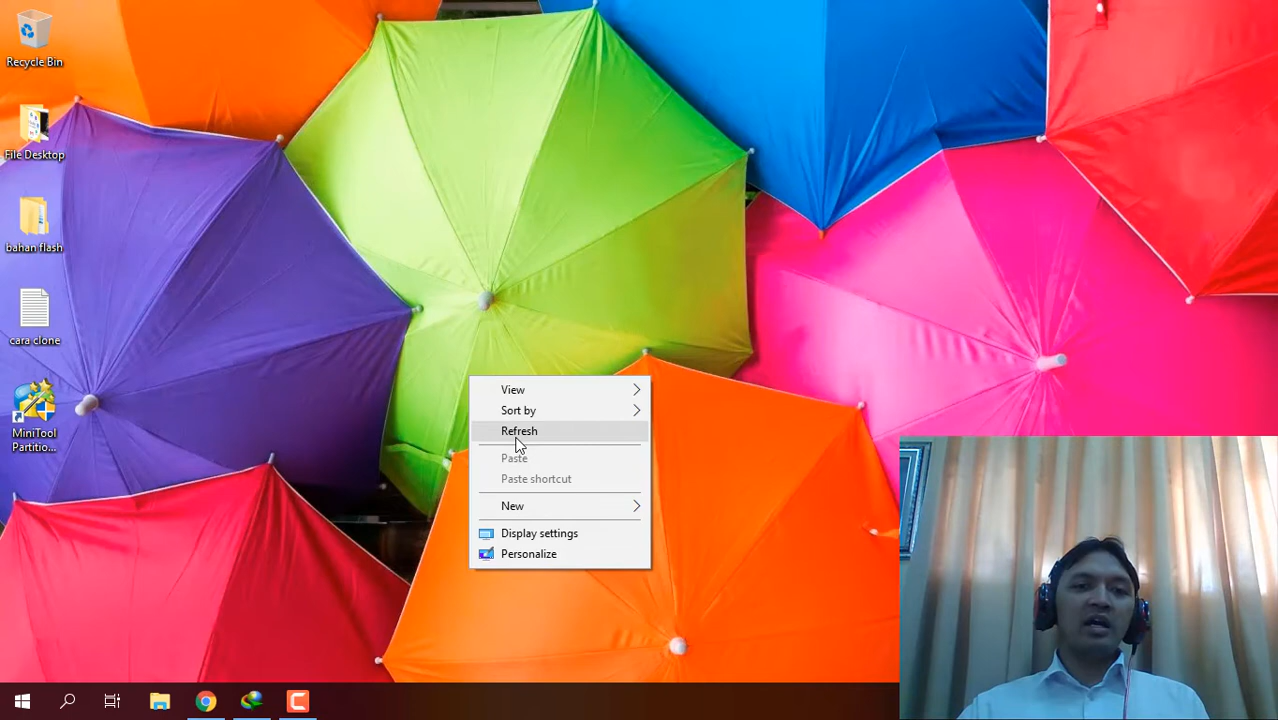 Recycle Bin
File Desktop
bahan flash
cara clone
MiniTool
Partitio...
View
Sort by
Refresh
Paste
Paste shortcut
New
Display settings
Personalize